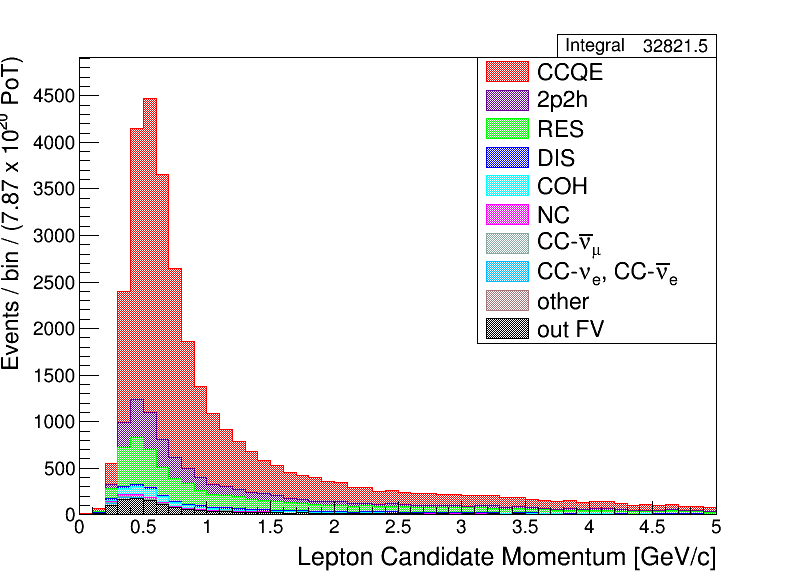 Integral 32821.5
Events / bin / (7.87 x 10²⁰ PoT)
4500
4000
3500
3000
2500
2000
1500
1000
500
0
CCQE
2p2h
RES
DIS
COH
NC
CC-ν̅μ
CC-νe, CC-ν̅e
other
out FV
0 0.5 1 1.5 2 2.5 3 3.5 4 4.5 5
Lepton Candidate Momentum [GeV/c]